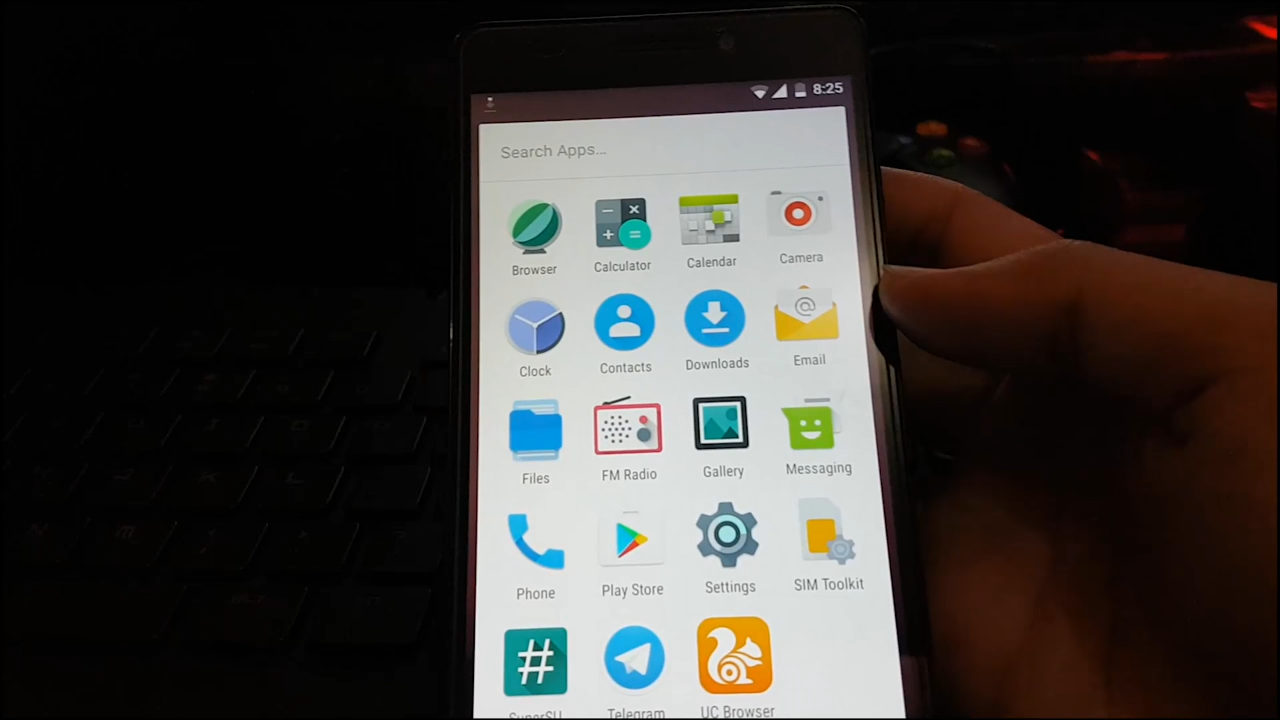 8:25
Search Apps...
Browser Calculator Calendar Camera
Clock Contacts Downloads Email
Files FM Radio Gallery Messaging
Phone Play Store Settings SIM Toolkit
SuperSU Telegram UC Browser